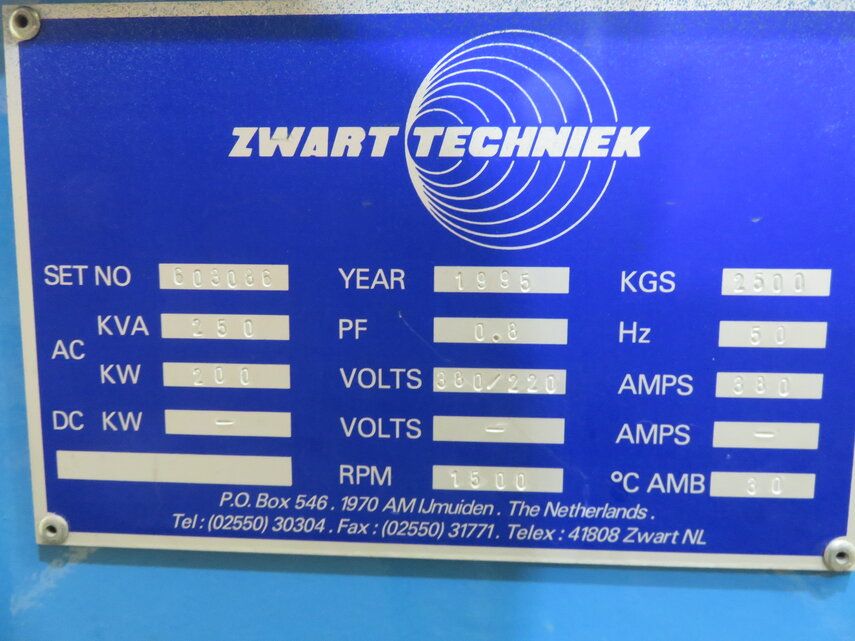 ZWART TECHNIEK
SET NO 603086 YEAR 1995 KGS 2500
AC KVA 250 PF 0.8 Hz 50
KW 200 VOLTS 380/220 AMPS 380
DC KW - VOLTS - AMPS -
RPM 1500 °C AMB 30
P.O. Box 546 . 1970 AM IJmuiden . The Netherlands .
Tel : (02550) 30304 . Fax : (02550) 31771 . Telex : 41808 Zwart NL